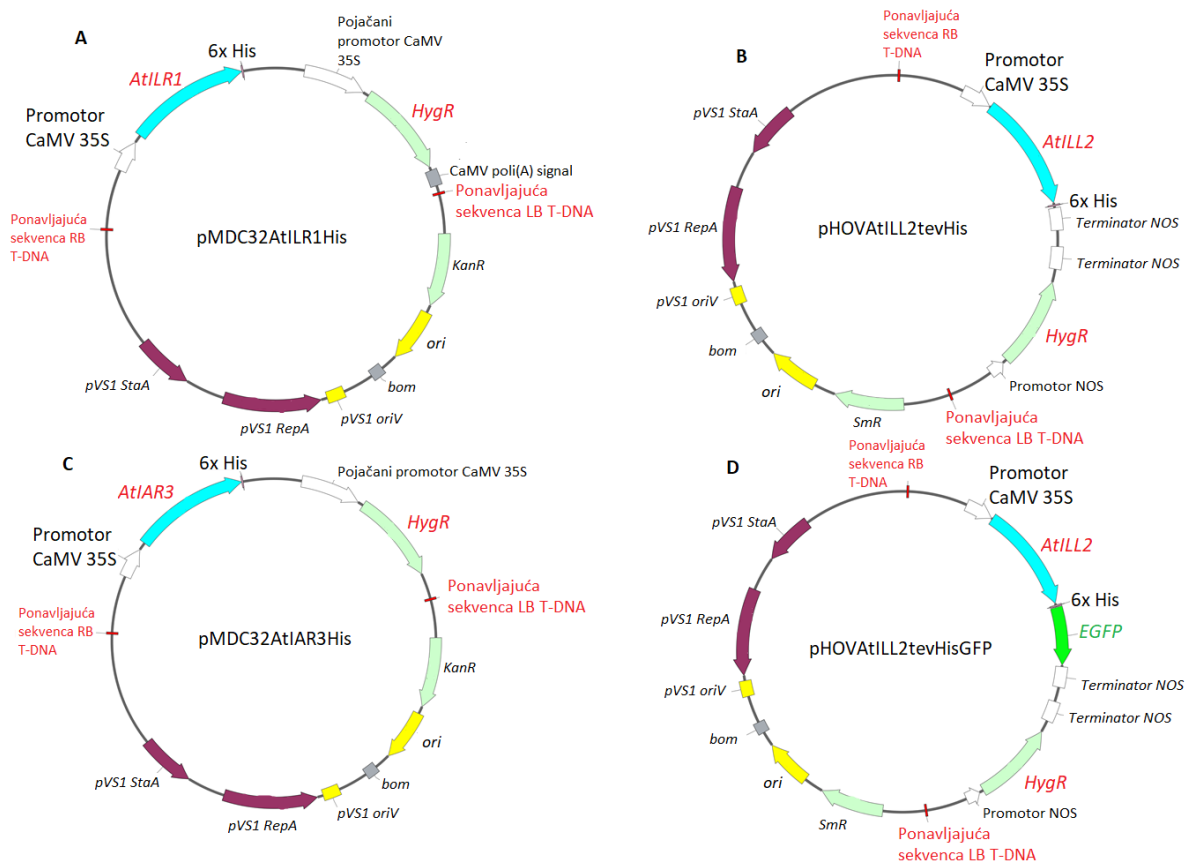 A
Pojačani
promotor CaMV
35S
6x His
AtILR1
HygR
Promotor
CaMV 35S
CaMV poli(A) signal
Ponavljajuća
sekvenca LB T-DNA
Ponavljajuća
sekvenca RB
T-DNA
pMDC32AtILR1His
KanR
ori
bom
pVS1 StaA
pVS1 RepA
pVS1 oriV
B
Ponavljajuća
sekvenca RB
T-DNA
Promotor
CaMV 35S
pVS1 StaA
AtILL2
6x His
Terminator NOS
pVS1 RepA
pHOVAtILL2tevHis
Terminator NOS
pVS1 oriV
bom
HygR
Promotor NOS
ori
SmR
Ponavljajuća
sekvenca LB T-DNA
C
Pojačani promotor CaMV 35S
6x His
AtIAR3
HygR
Promotor
CaMV 35S
Ponavljajuća
sekvenca LB T-DNA
Ponavljajuća
sekvenca RB
T-DNA
pMDC32AtIAR3His
KanR
ori
bom
pVS1 StaA
pVS1 RepA
pVS1 oriV
D
Ponavljajuća
sekvenca RB
T-DNA
Promotor
CaMV 35S
pVS1 StaA
AtILL2
6x His
EGFP
pVS1 RepA
pHOVAtILL2tevHisGFP
Terminator NOS
pVS1 oriV
Terminator NOS
bom
ori
HygR
Promotor NOS
SmR
Ponavljajuća
sekvenca LB T-DNA